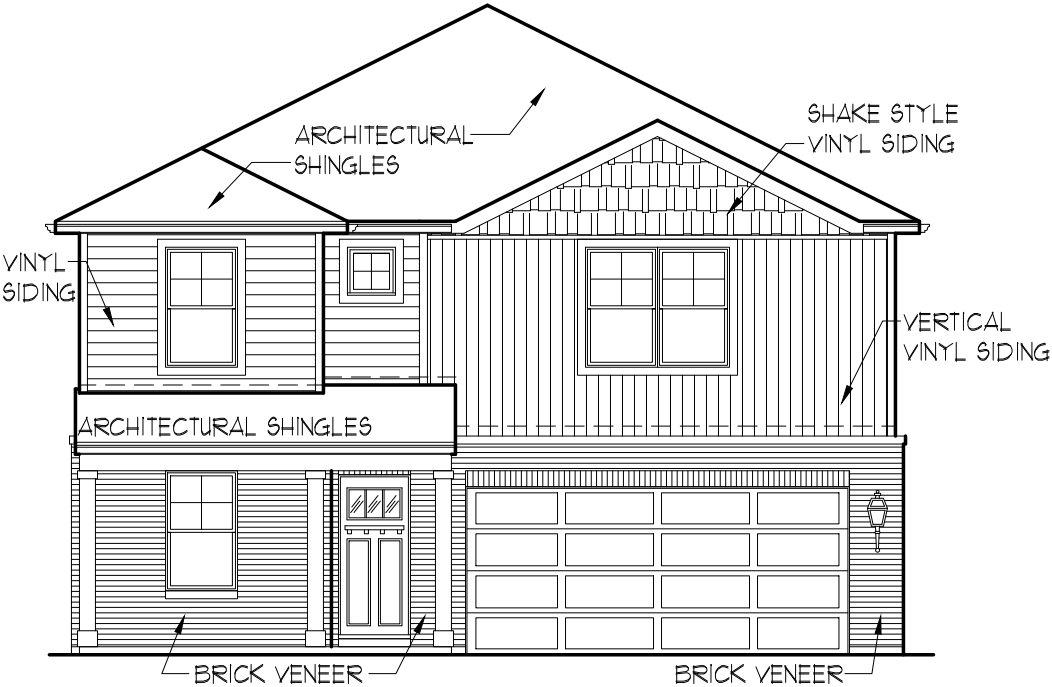 SHAKE STYLE
VINYL SIDING
ARCHITECTURAL
SHINGLES
VINYL
SIDING
VERTICAL
VINYL SIDING
ARCHITECTURAL SHINGLES
BRICK VENEER
BRICK VENEER